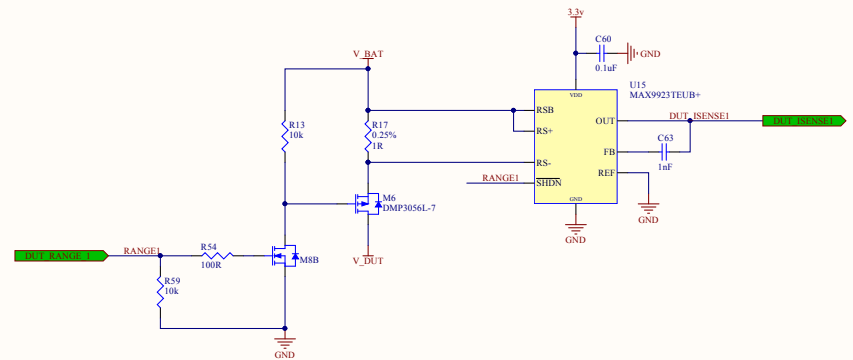 3.3v
C60
0.1uF
GND
V_BAT
U15
MAX9923TEUB+
VDD
R13
10k
R17
0.25%
1R
RSB
RS+
RS-
SHDN
OUT
FB
REF
GND
DUT_ISENSE1
DUT_ISENSE1
C63
1nF
RANGE1
GND
GND
M6
DMP3056L-7
V_DUT
DUT_RANGE_1
RANGE1
R54
100R
M8B
R59
10k
GND